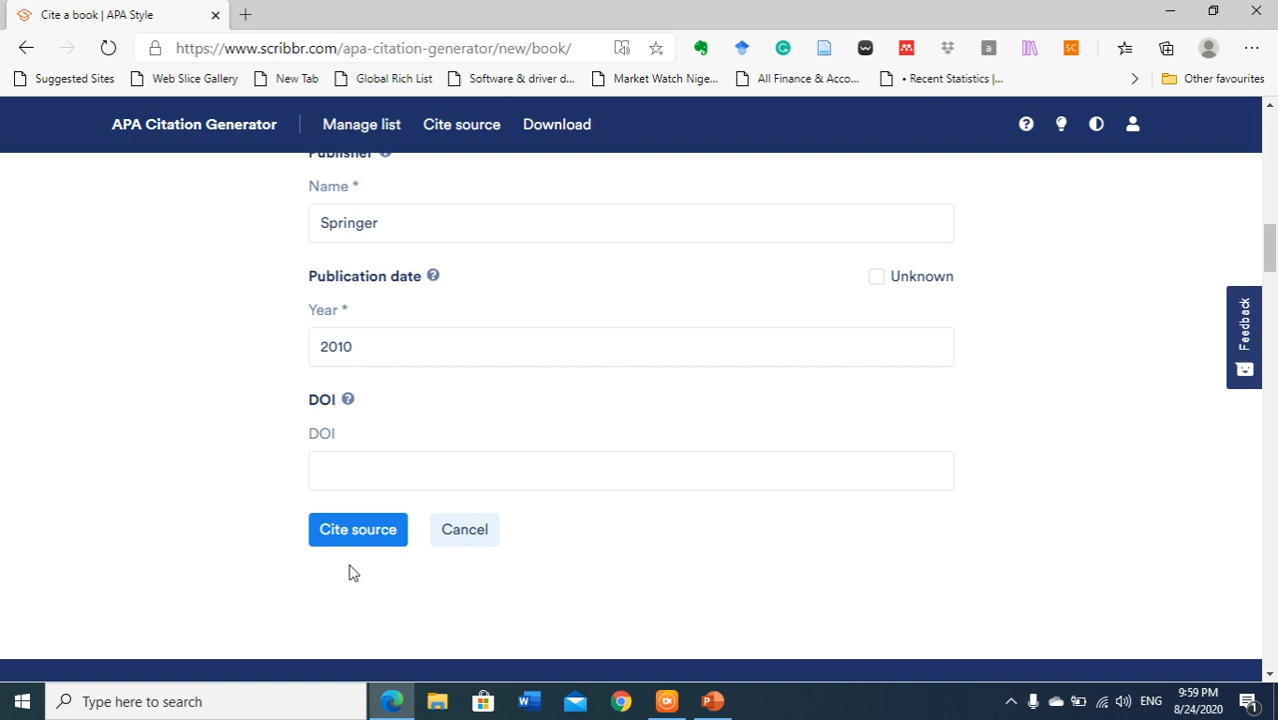 Cite a book | APA Style
https://www.scribbr.com/apa-citation-generator/new/book/
Suggested Sites
Web Slice Gallery
New Tab
Global Rich List
Software & driver d...
Market Watch Nige...
All Finance & Acco...
• Recent Statistics |...
Other favourites
APA Citation Generator
Manage list
Cite source
Download
Publisher
Name *
Springer
Publication date
Unknown
Year *
2010
DOI
DOI
Cite source
Cancel
Feedback
Type here to search
ENG
9:59 PM
8/24/2020